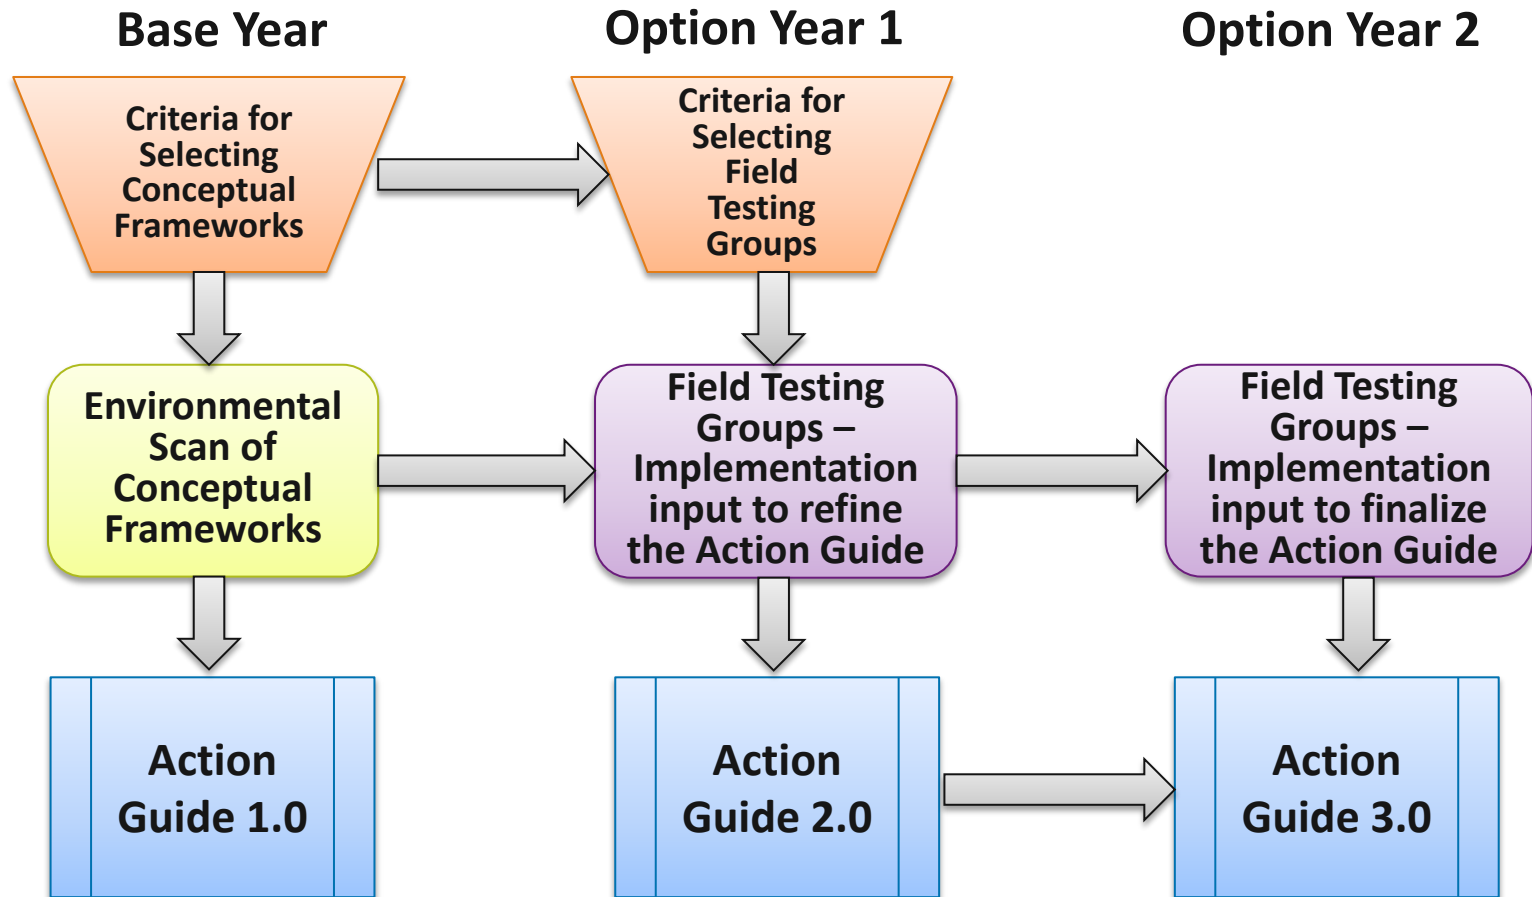 Base Year
Option Year 1
Option Year 2
Criteria for
Selecting
Conceptual
Frameworks
Criteria for
Selecting
Field
Testing
Groups
Environmental
Scan of
Conceptual
Frameworks
Field Testing
Groups –
Implementation
input to refine
the Action Guide
Field Testing
Groups –
Implementation
input to finalize
the Action Guide
Action
Guide 1.0
Action
Guide 2.0
Action
Guide 3.0